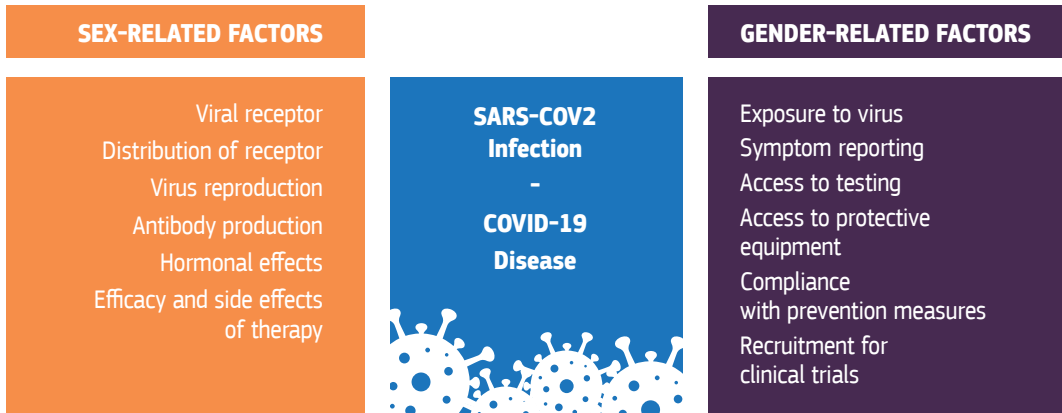 SEX-RELATED FACTORS
Viral receptor
Distribution of receptor
Virus reproduction
Antibody production
Hormonal effects
Efficacy and side effects
of therapy
SARS-COV2
Infection
-
COVID-19
Disease
GENDER-RELATED FACTORS
Exposure to virus
Symptom reporting
Access to testing
Access to protective
equipment
Compliance
with prevention measures
Recruitment for
clinical trials